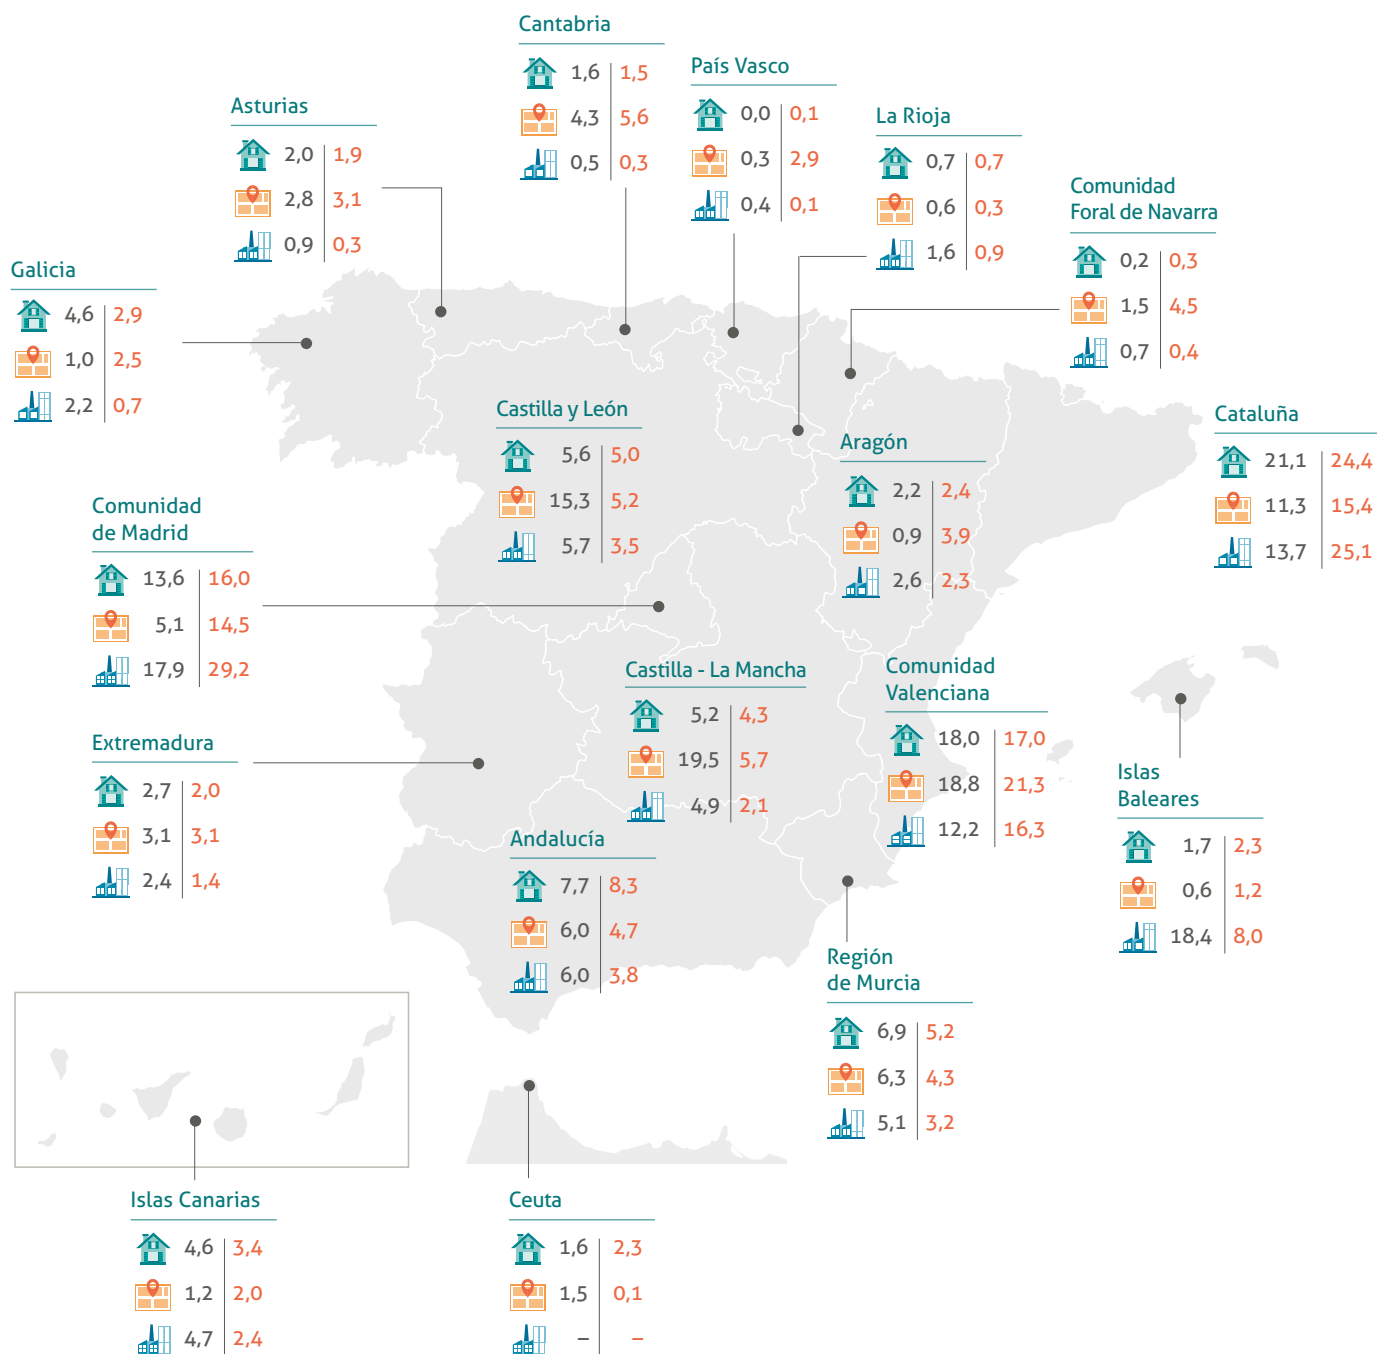 Cantabria
1,6 1,5
4,3 5,6
0,5 0,3
País Vasco
0,0 0,1
0,3 2,9
0,4 0,1
Asturias
2,0 1,9
2,8 3,1
0,9 0,3
La Rioja
0,7 0,7
0,6 0,3
1,6 0,9
Comunidad
Foral de Navarra
0,2 0,3
1,5 4,5
0,7 0,4
Galicia
4,6 2,9
1,0 2,5
2,2 0,7
Castilla y León
5,6 5,0
15,3 5,2
5,7 3,5
Aragón
2,2 2,4
0,9 3,9
2,6 2,3
Cataluña
21,1 24,4
11,3 15,4
13,7 25,1
Comunidad
de Madrid
13,6 16,0
5,1 14,5
17,9 29,2
Castilla - La Mancha
5,2 4,3
19,5 5,7
4,9 2,1
Comunidad
Valenciana
18,0 17,0
18,8 21,3
12,2 16,3
Extremadura
2,7 2,0
3,1 3,1
2,4 1,4
Islas
Baleares
1,7 2,3
0,6 1,2
18,4 8,0
Andalucía
7,7 8,3
6,0 4,7
6,0 3,8
Región
de Murcia
6,9 5,2
6,3 4,3
5,1 3,2
Islas Canarias
4,6 3,4
1,2 2,0
4,7 2,4
Ceuta
1,6 2,3
1,5 0,1
– –